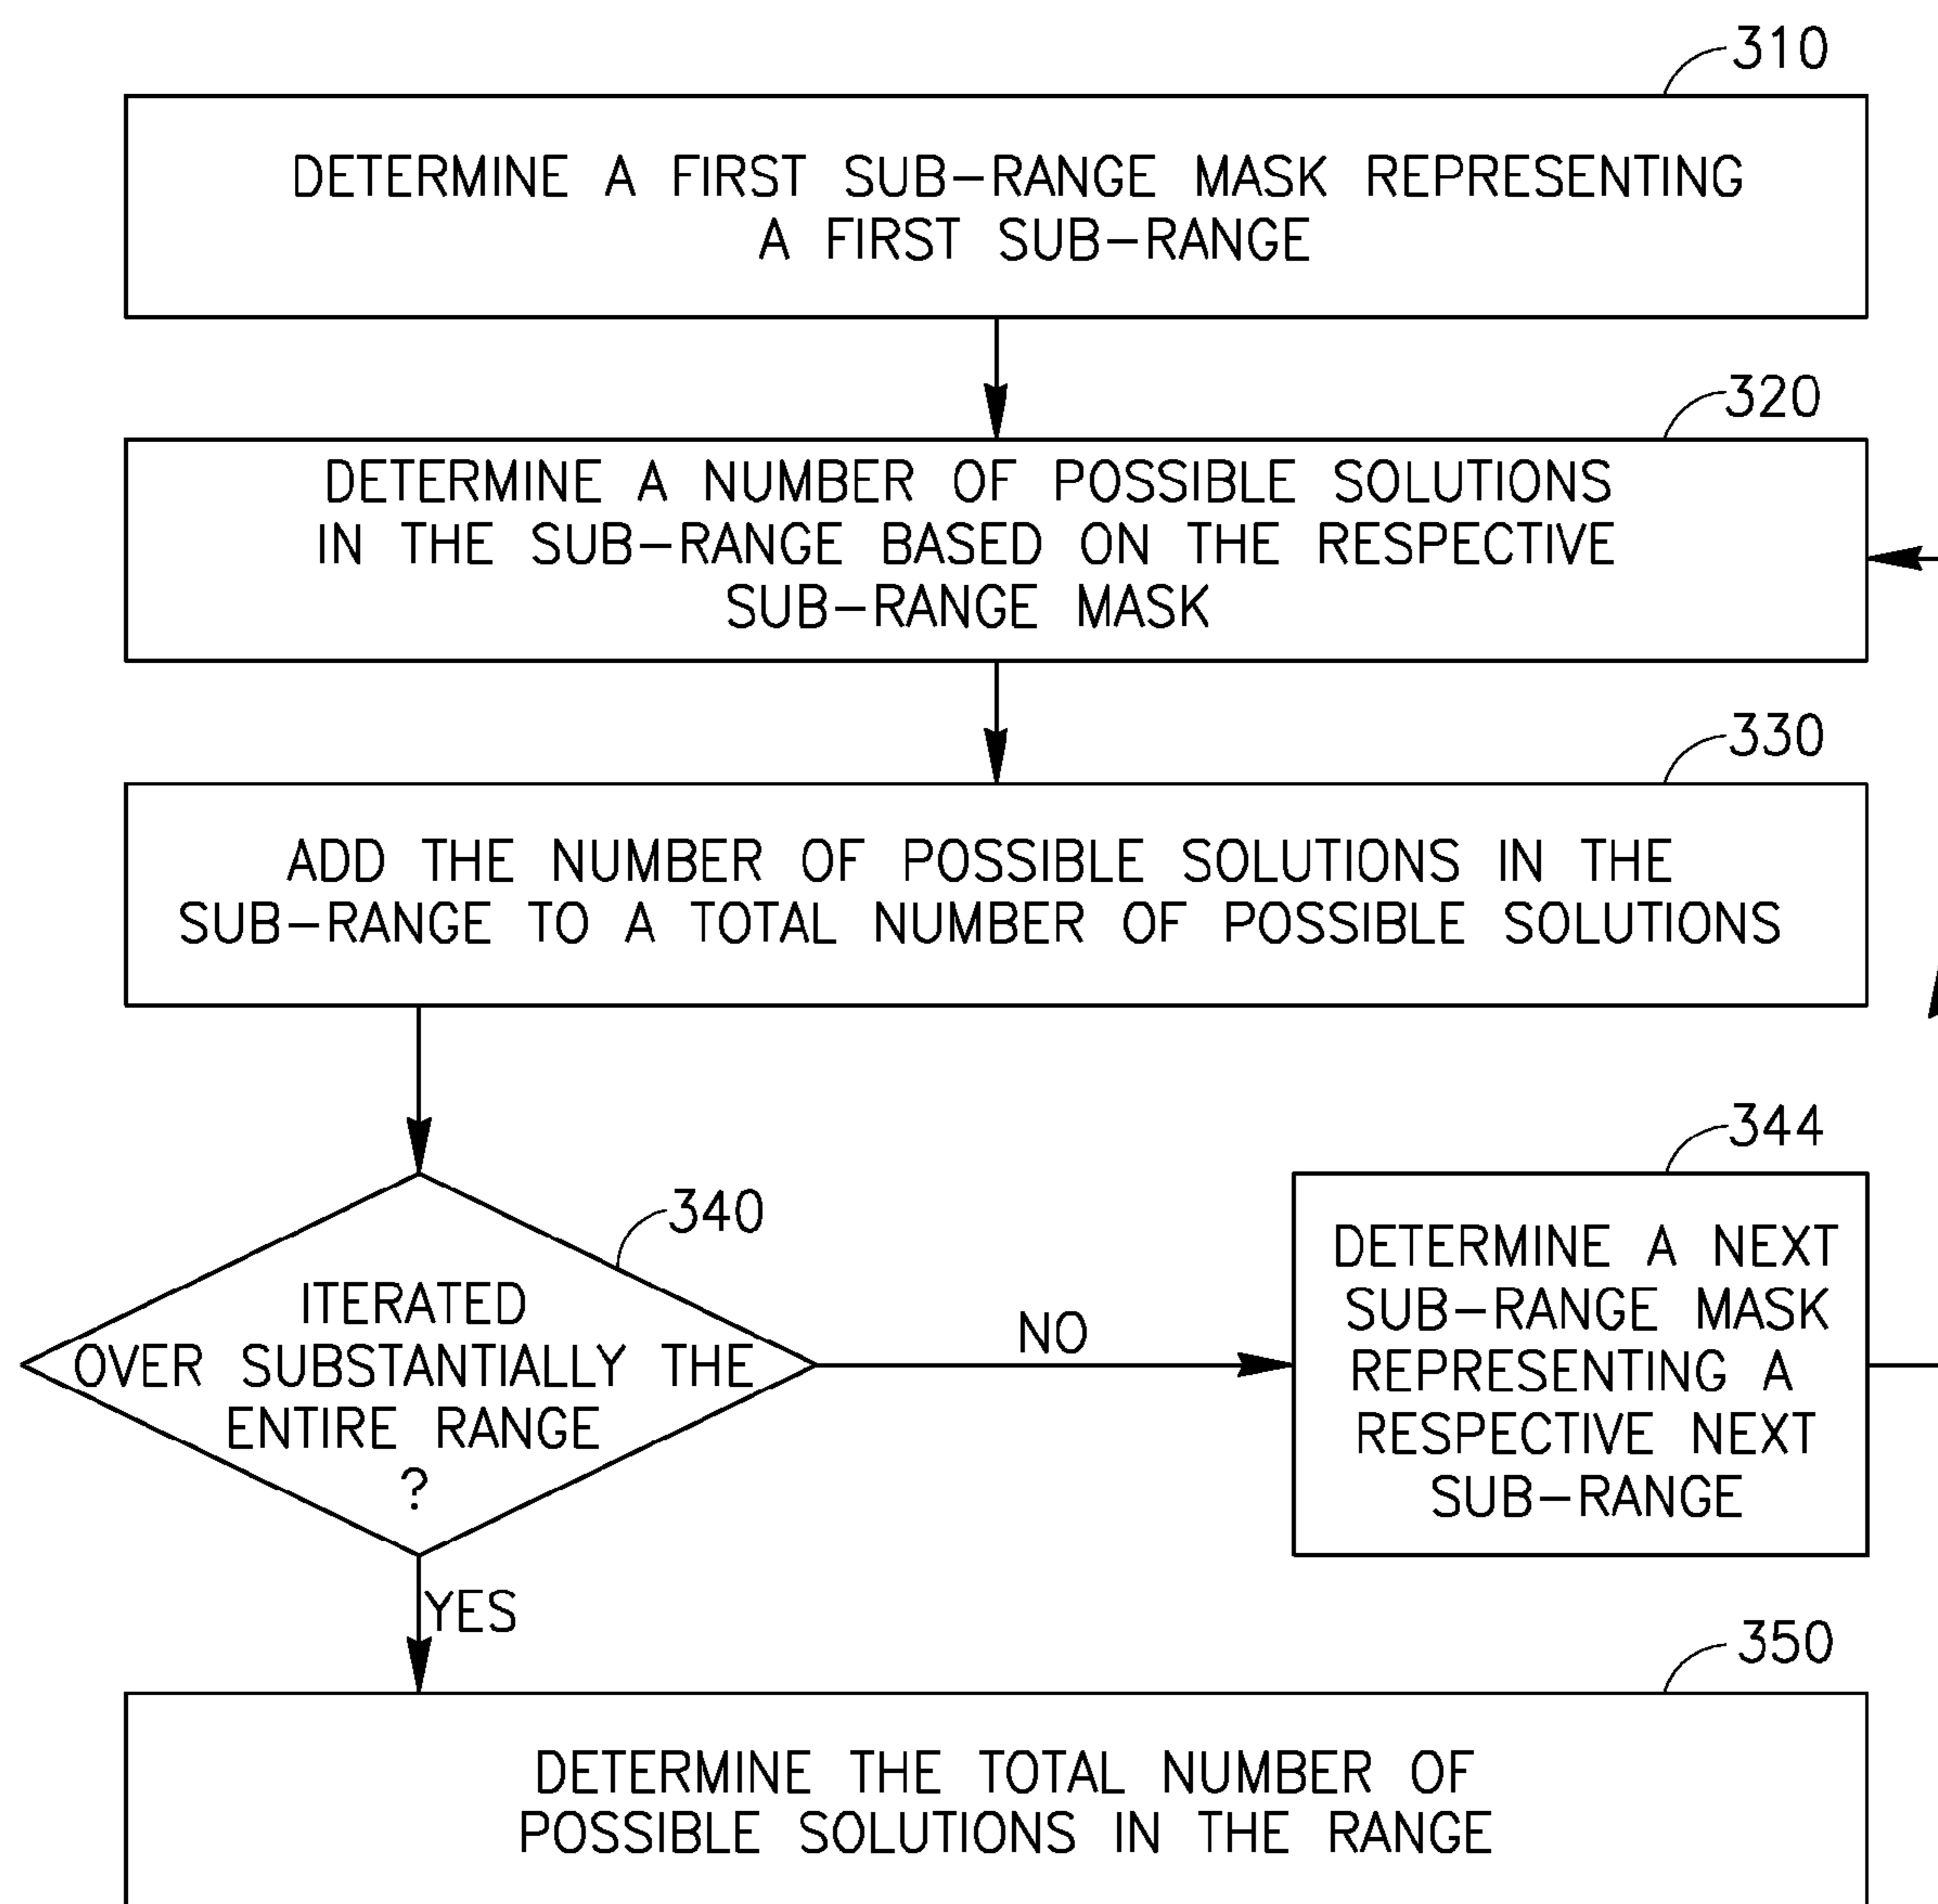 310
DETERMINE A FIRST SUB-RANGE MASK REPRESENTING
A FIRST SUB-RANGE
320
DETERMINE A NUMBER OF POSSIBLE SOLUTIONS
IN THE SUB-RANGE BASED ON THE RESPECTIVE
SUB-RANGE MASK
330
ADD THE NUMBER OF POSSIBLE SOLUTIONS IN THE
SUB-RANGE TO A TOTAL NUMBER OF POSSIBLE SOLUTIONS
340
ITERATED
OVER SUBSTANTIALLY THE
ENTIRE RANGE
?
NO
344
DETERMINE A NEXT
SUB-RANGE MASK
REPRESENTING A
RESPECTIVE NEXT
SUB-RANGE
YES
350
DETERMINE THE TOTAL NUMBER OF
POSSIBLE SOLUTIONS IN THE RANGE